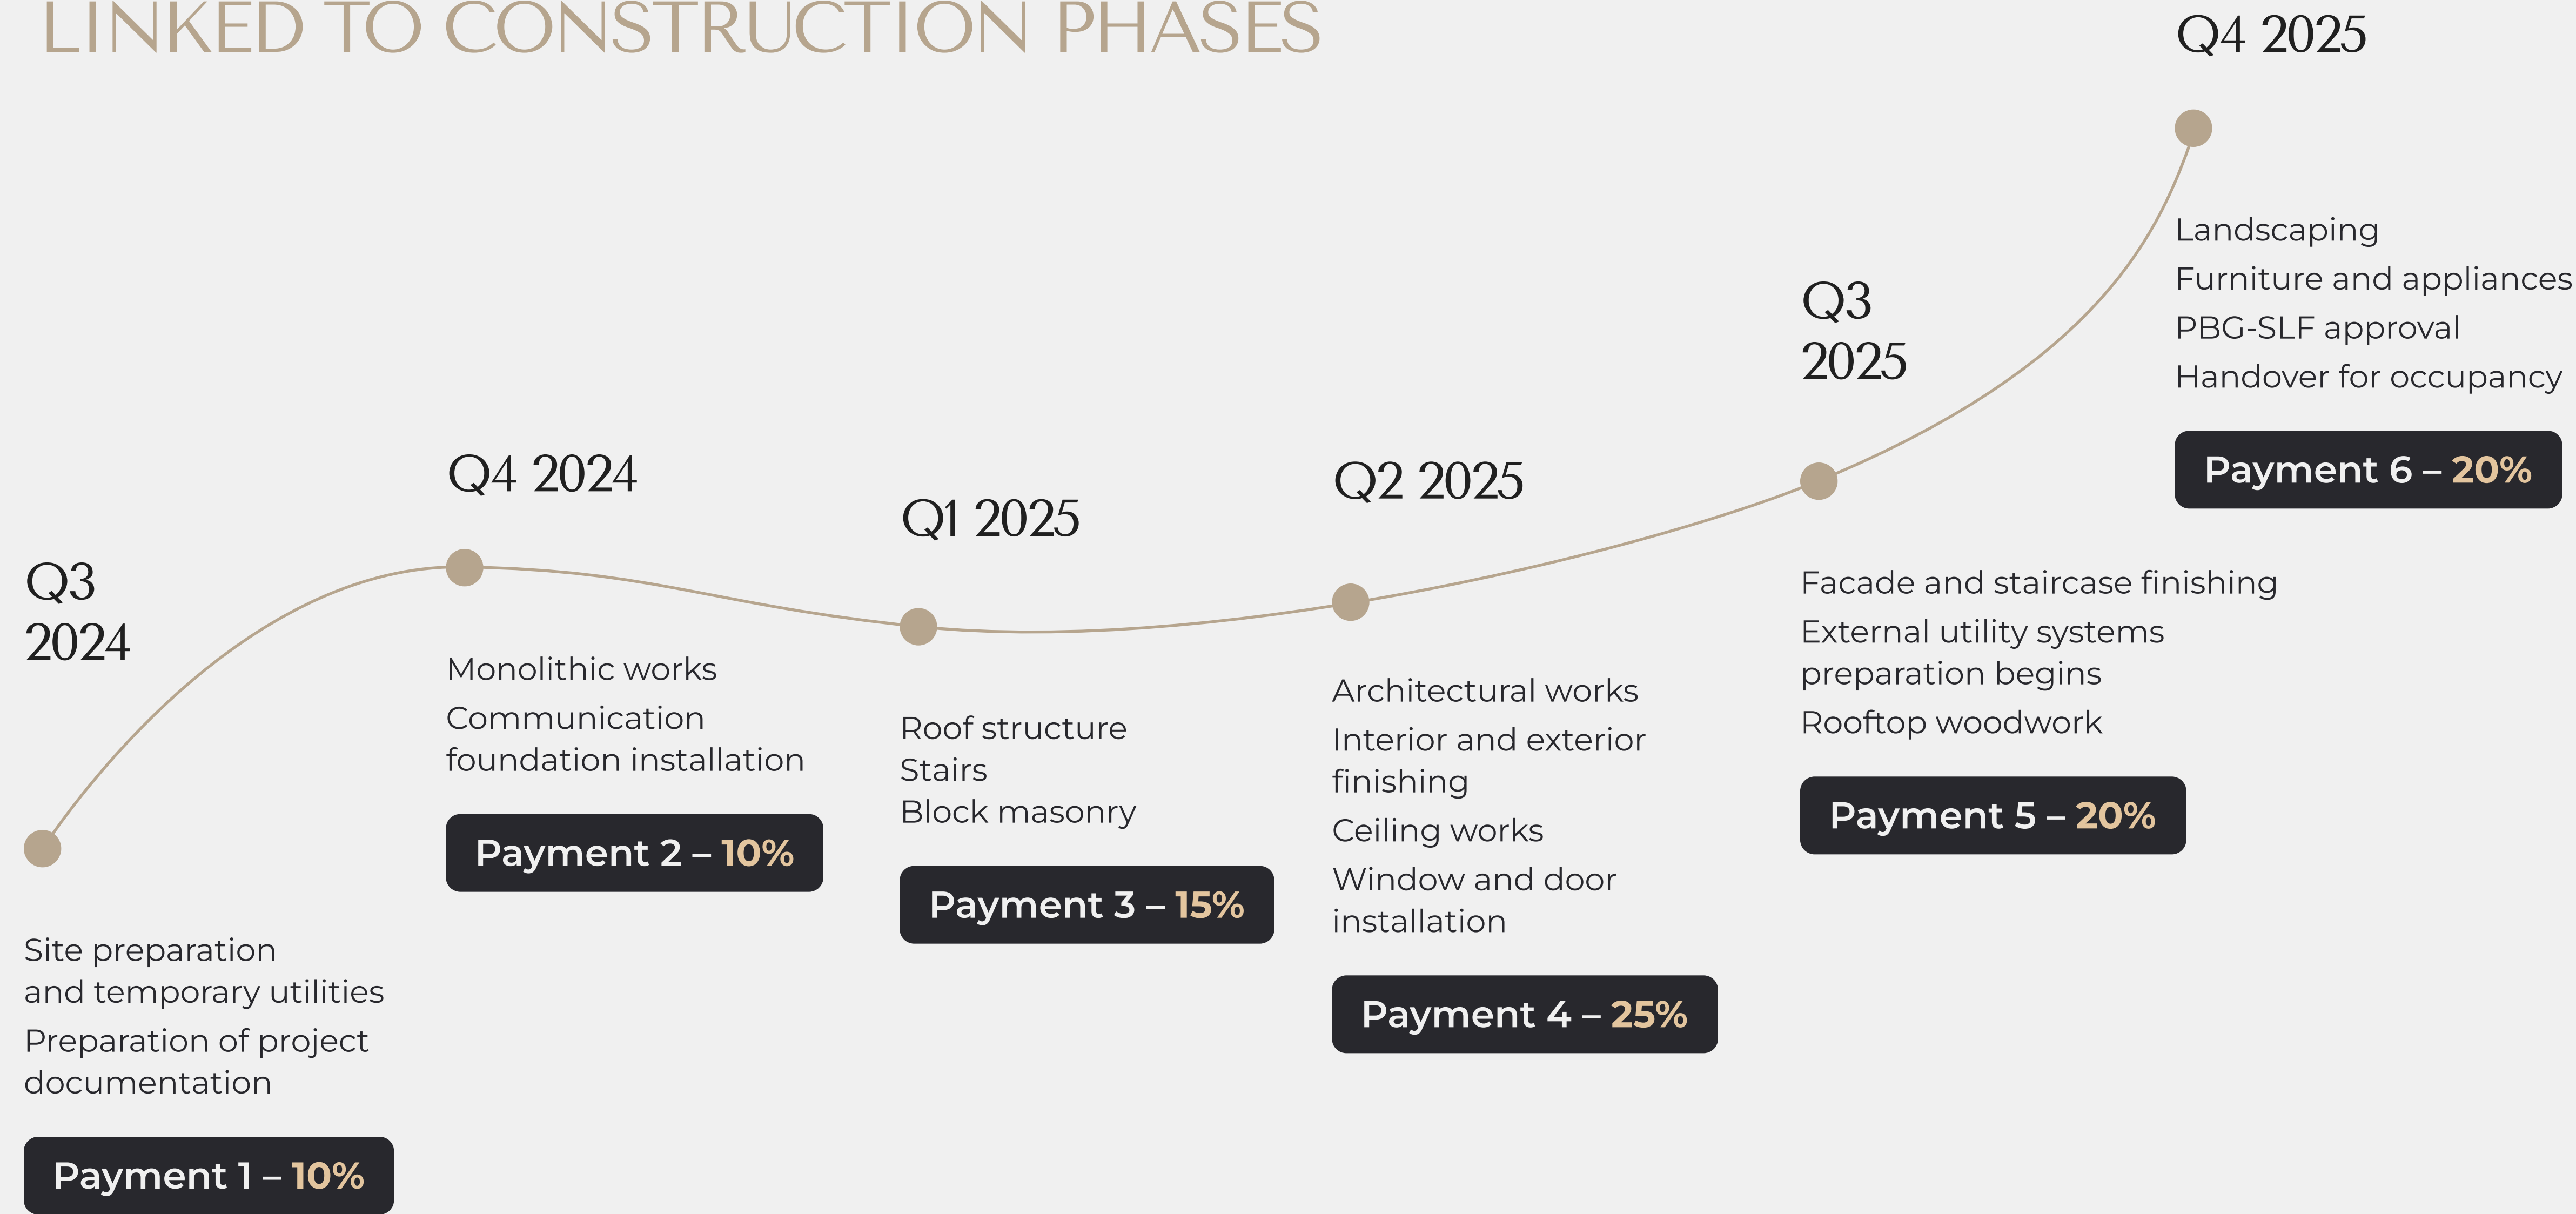 LINKED TO CONSTRUCTION PHASES
Q3
2024
Site preparation
and temporary utilities
Preparation of project
documentation
Payment 1 – 10%
Q4 2024
Monolithic works
Communication
foundation installation
Payment 2 – 10%
Q1 2025
Roof structure
Stairs
Block masonry
Payment 3 – 15%
Q2 2025
Architectural works
Interior and exterior
finishing
Ceiling works
Window and door
installation
Payment 4 – 25%
Q3
2025
Facade and staircase finishing
External utility systems
preparation begins
Rooftop woodwork
Payment 5 – 20%
Q4 2025
Landscaping
Furniture and appliances
PBG-SLF approval
Handover for occupancy
Payment 6 – 20%